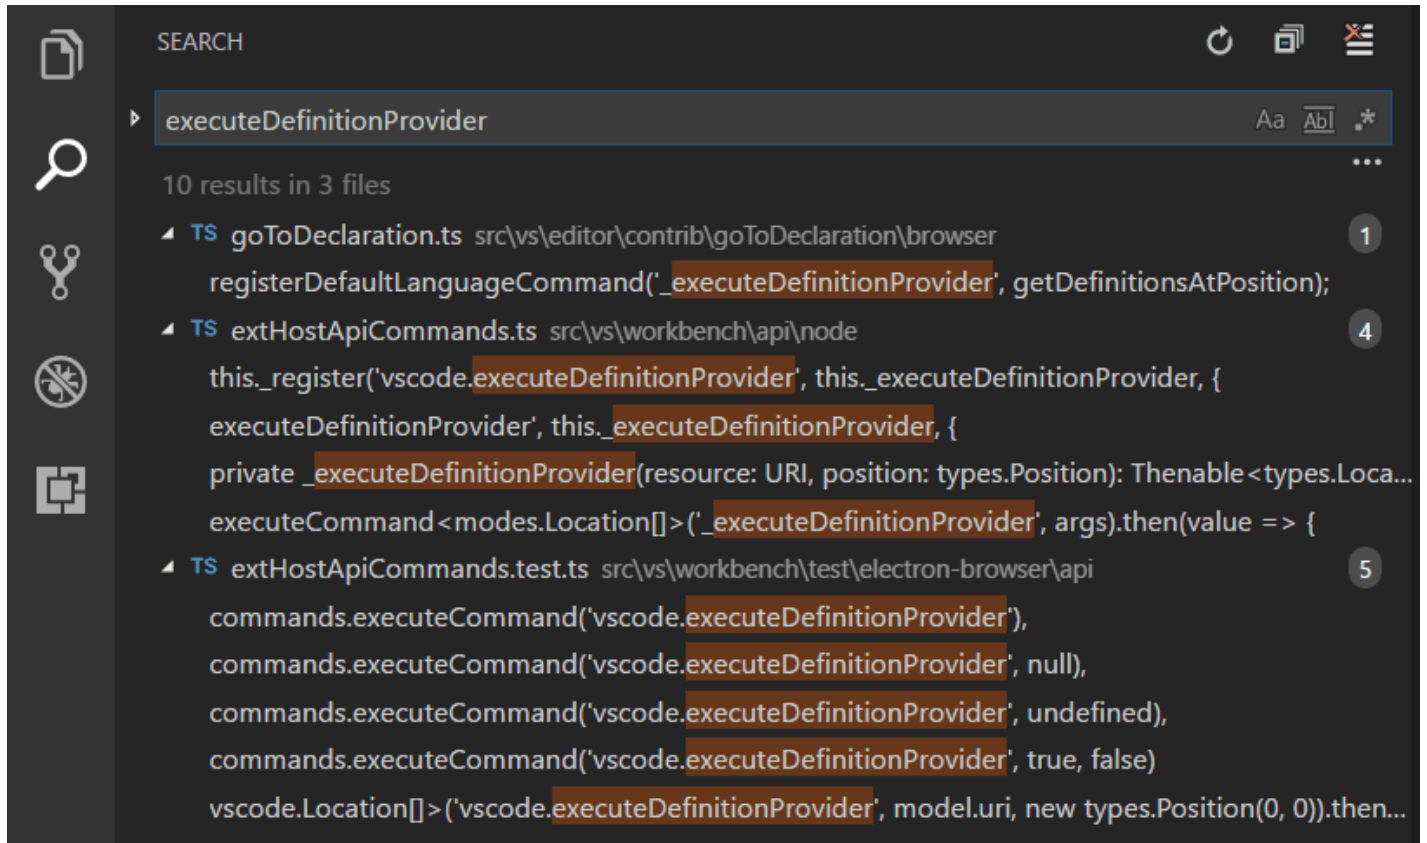 SEARCH
executeDefinitionProvider Aa Abl .*
10 results in 3 files
TS goToDeclaration.ts src\vs\editor\contrib\goToDeclaration\browser 1
registerDefaultLanguageCommand('_executeDefinitionProvider', getDefinitionsAtPosition);
TS extHostApiCommands.ts src\vs\workbench\api\node 4
this._register('vscode.executeDefinitionProvider', this._executeDefinitionProvider, {
executeDefinitionProvider', this._executeDefinitionProvider, {
private _executeDefinitionProvider(resource: URI, position: types.Position): Thenable<types.Loca...
executeCommand<modes.Location[]>('_executeDefinitionProvider', args).then(value => {
TS extHostApiCommands.test.ts src\vs\workbench\test\electron-browser\api 5
commands.executeCommand('vscode.executeDefinitionProvider'),
commands.executeCommand('vscode.executeDefinitionProvider', null),
commands.executeCommand('vscode.executeDefinitionProvider', undefined),
commands.executeCommand('vscode.executeDefinitionProvider', true, false)
vscode.Location[]>('vscode.executeDefinitionProvider', model.uri, new types.Position(0, 0)).then...